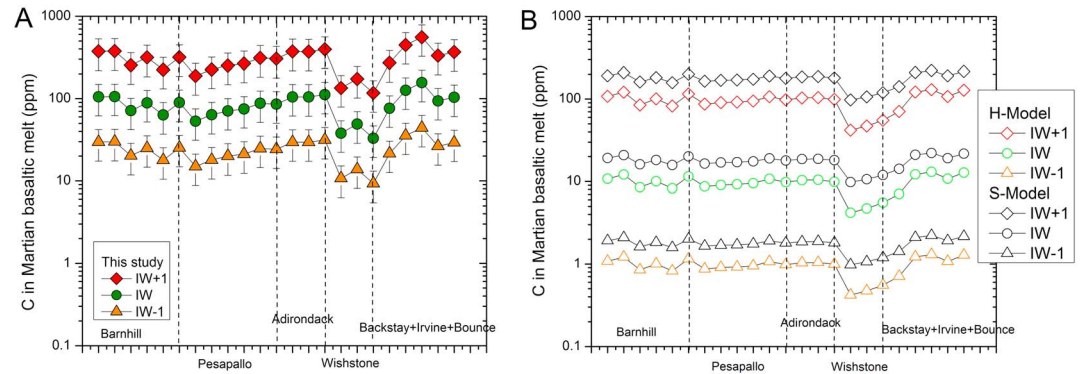 A
C in Martian basaltic melt (ppm)
1000
100
10
1
0.1
This study
IW+1
IW
IW-1
Barnhill
Pesapallo
Adirondack
Wishstone
Backstay+Irvine+Bounce
B
C in Martian basaltic melt (ppm)
1000
100
10
1
0.1
Barnhill
Pesapallo
Adirondack
Wishstone
Backstay+Irvine+Bounce
H-Model
IW+1
IW
IW-1
S-Model
IW+1
IW
IW-1